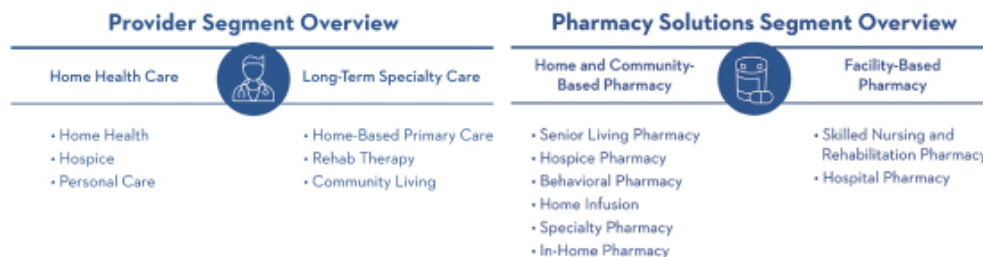 Provider Segment Overview
Home Health Care
Long-Term Specialty Care
• Home Health
• Hospice
• Personal Care
• Home-Based Primary Care
• Rehab Therapy
• Community Living
Pharmacy Solutions Segment Overview
Home and Community-
Based Pharmacy
Facility-Based
Pharmacy
• Senior Living Pharmacy
• Hospice Pharmacy
• Behavioral Pharmacy
• Home Infusion
• Specialty Pharmacy
• In-Home Pharmacy
• Skilled Nursing and
Rehabilitation Pharmacy
• Hospital Pharmacy